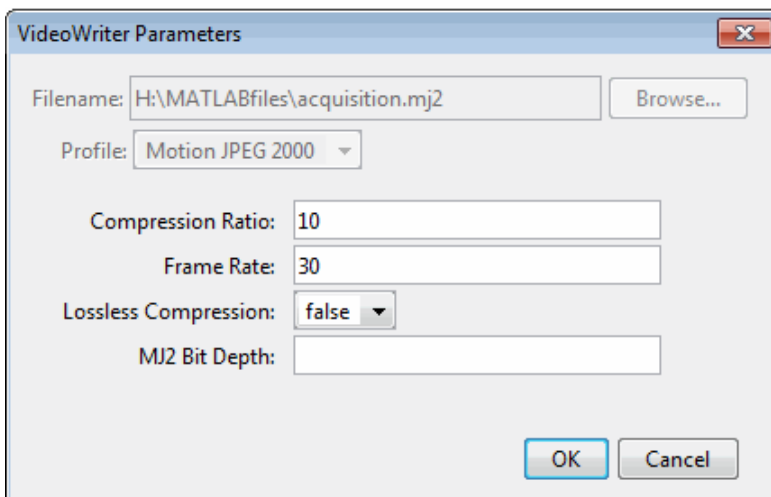 VideoWriter Parameters
Filename: H:\MATLABfiles\acquisition.mj2 Browse...
Profile: Motion JPEG 2000
Compression Ratio: 10
Frame Rate: 30
Lossless Compression: false
MJ2 Bit Depth:
OK Cancel